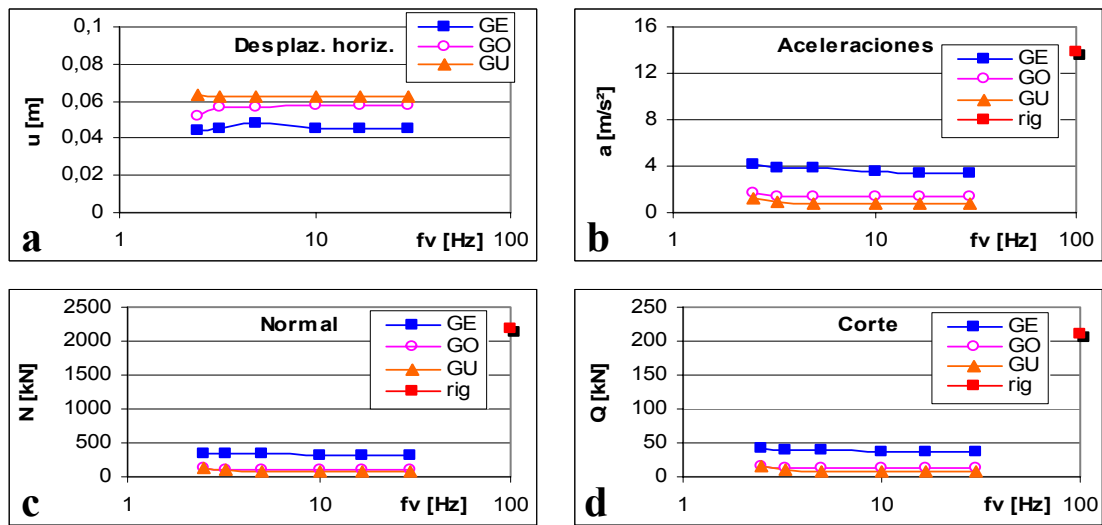 Desplaz. horiz.
GE
GO
GU
u [m]
0,1
0,08
0,06
0,04
0,02
0
1
10
100
fv [Hz]
a
Aceleraciones
GE
GO
GU
rig
a [m/s²]
16
12
8
4
0
1
10
100
fv [Hz]
b
Normal
GE
GO
GU
rig
N [kN]
2500
2000
1500
1000
500
0
1
10
100
fv [Hz]
c
Corte
GE
GO
GU
rig
Q [kN]
250
200
150
100
50
0
1
10
100
fv [Hz]
d